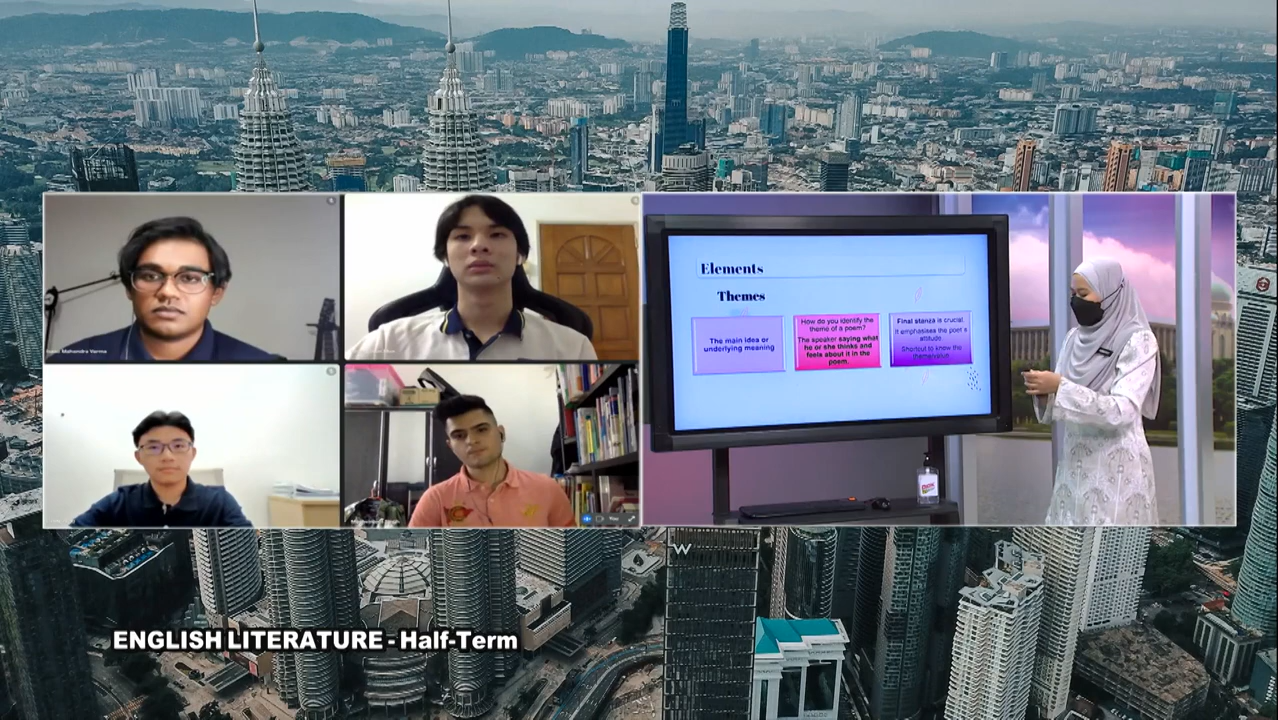 Mahendra Varma
Elements
Themes
The main idea or
underlying meaning
How do you identify the
theme of a poem?
The speaker saying what
he or she thinks and
feels about it in the
poem.
Final stanza is crucial
It emphasises the poet's
attitude
Shortcut to know the
W
ENGLISH LITERATURE - Half-Term